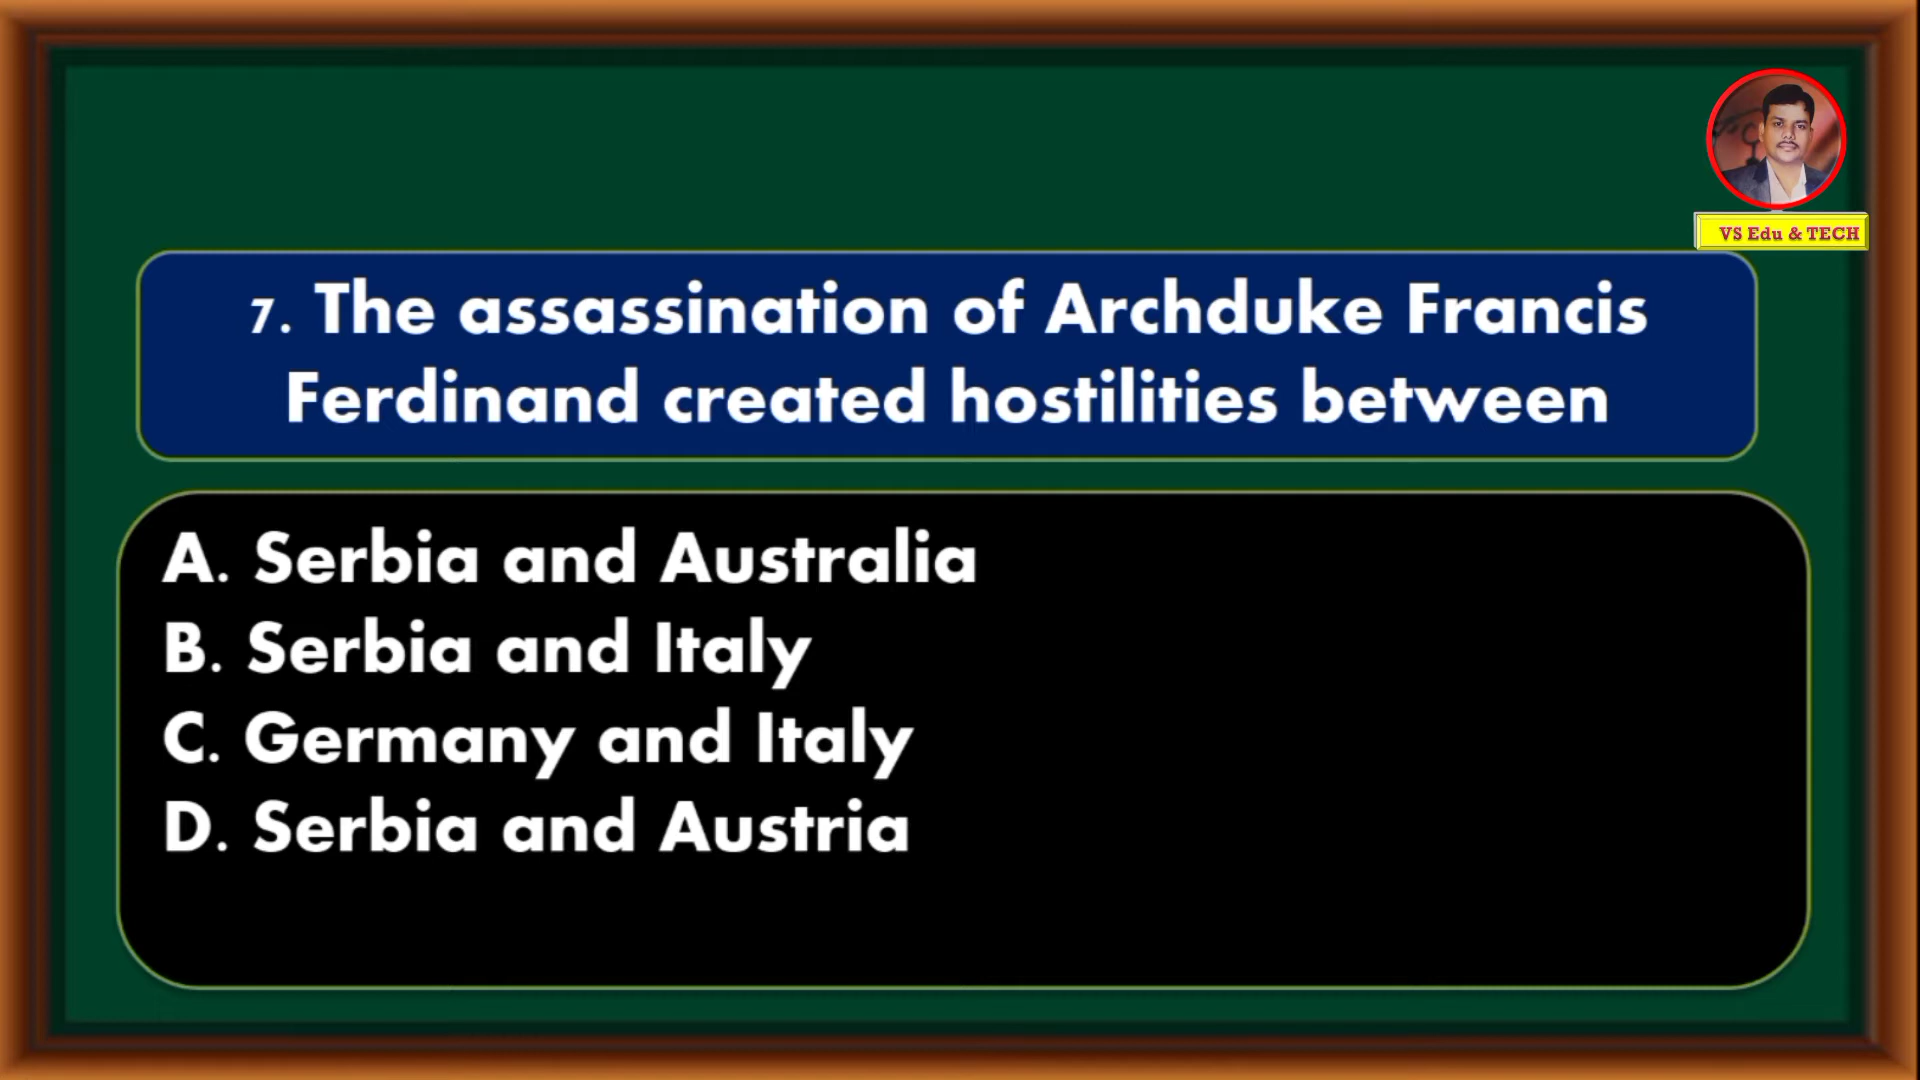 VS Edu & TECH
7. The assassination of Archduke Francis
Ferdinand created hostilities between
A. Serbia and Australia
B. Serbia and Italy
C. Germany and Italy
D. Serbia and Austria